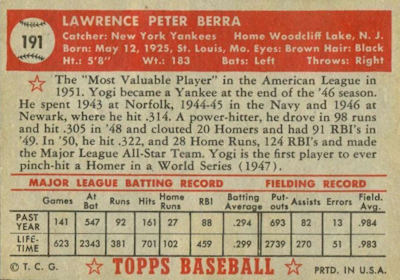 191
LAWRENCE PETER BERRA
Catcher: New York Yankees Home Woodcliff Lake, N. J.
Born: May 12, 1925, St. Louis, Mo. Eyes: Brown Hair: Black
Ht.: 5'8" Wt.: 183 Bats: Left Throws: Right
The "Most Valuable Player" in the American League in
1951. Yogi became a Yankee at the end of the '46 season.
He spent 1943 at Norfolk, 1944-45 in the Navy and 1946 at
Newark, where he hit .314. A power-hitter, he drove in 98 runs
and hit .305 in '48 and clouted 20 Homers and had 91 RBI's
in '49. In '50, he hit .322, and 28 Home Runs, 124 RBI's and made
the Major League All-Star Team. Yogi is the first player to ever
pinch-hit a Homer in a World Series (1947).
MAJOR LEAGUE BATTING RECORD FIELDING RECORD
Games At Bat Runs Hits Home Runs RBI Batting Average Put-outs Assists Errors Field. Av.
PAST YEAR 141 547 92 161 27 88 .294 693 82 13 .984
LIFE-TIME 623 2343 381 701 102 459 .299 2739 270 51 .983
© T. C. G. TOPPS BASEBALL PRTD. IN U.S.A.